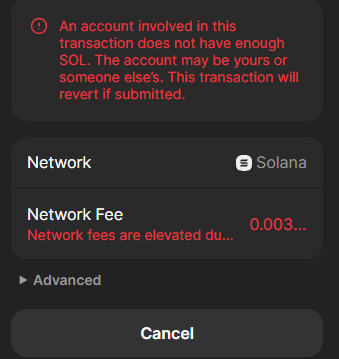 An account involved in this
transaction does not have enough
SOL. The account may be yours or
someone else's. This transaction will
revert if submitted.
Network
Solana
Network Fee
Network fees are elevated du...
0.003...
Advanced
Cancel